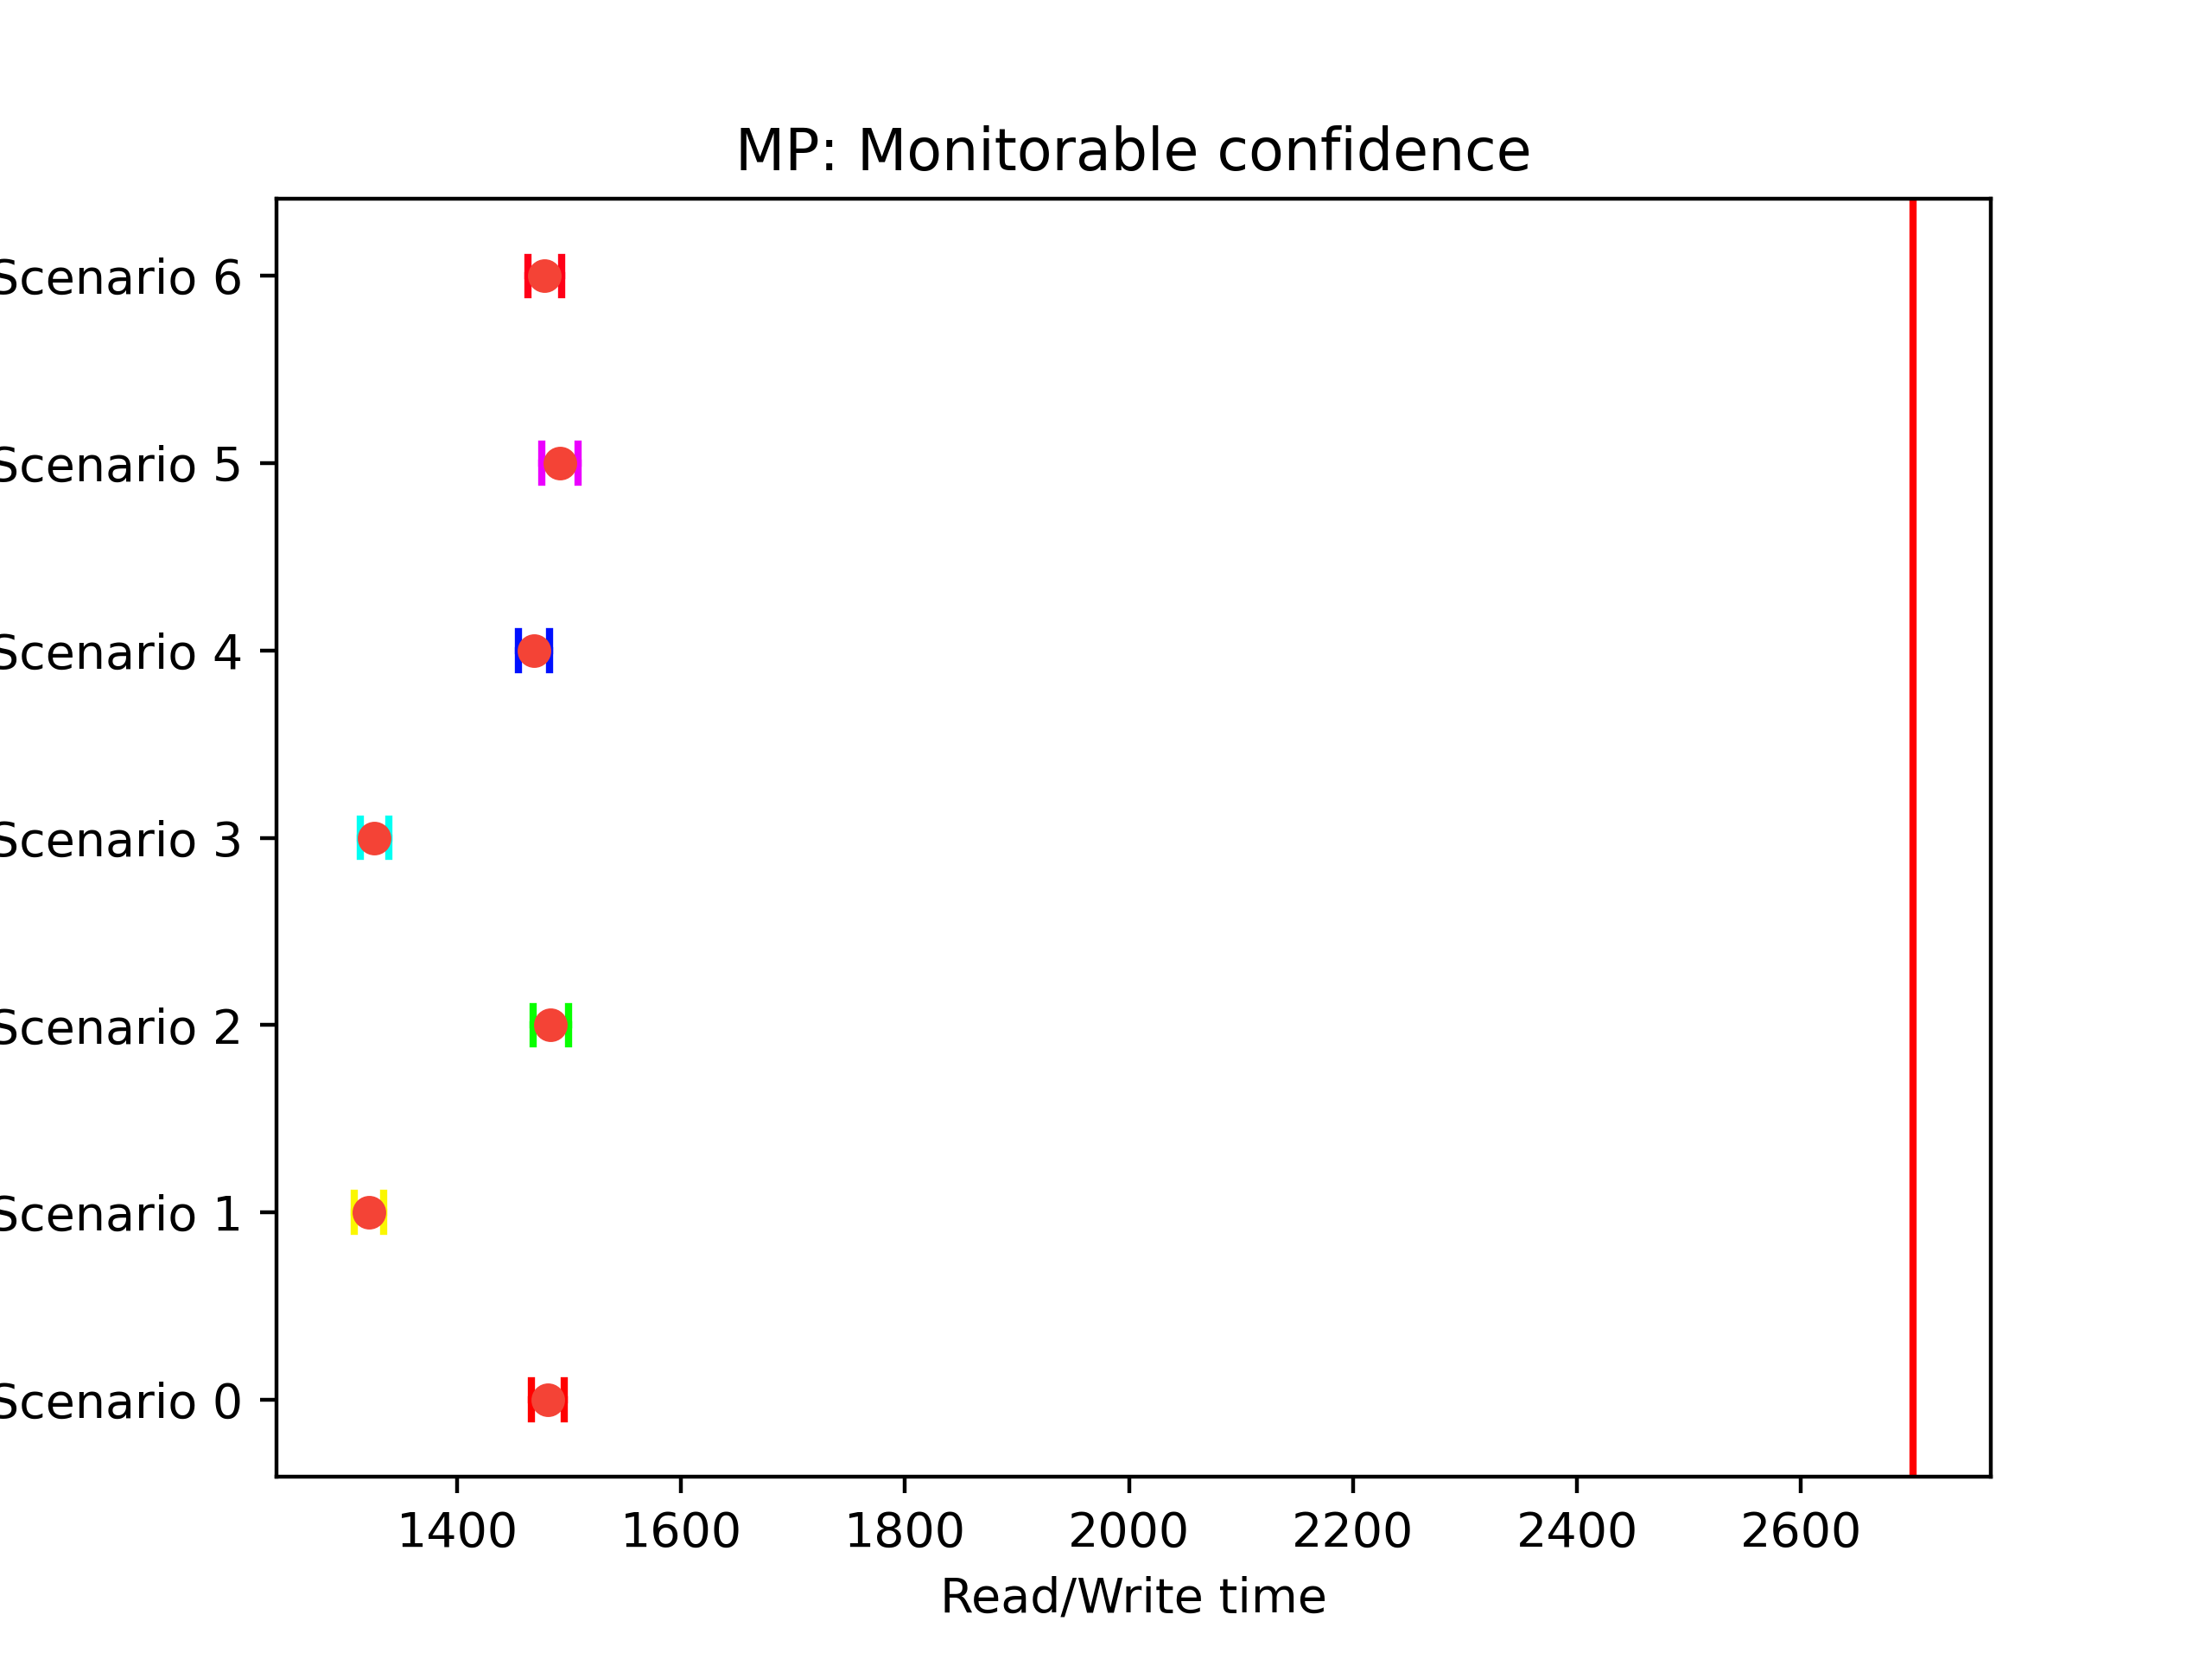 MP: Monitorable confidence
Scenario 6
Scenario 5
Scenario 4
Scenario 3
Scenario 2
Scenario 1
Scenario 0
1400 1600 1800 2000 2200 2400 2600
Read/Write time